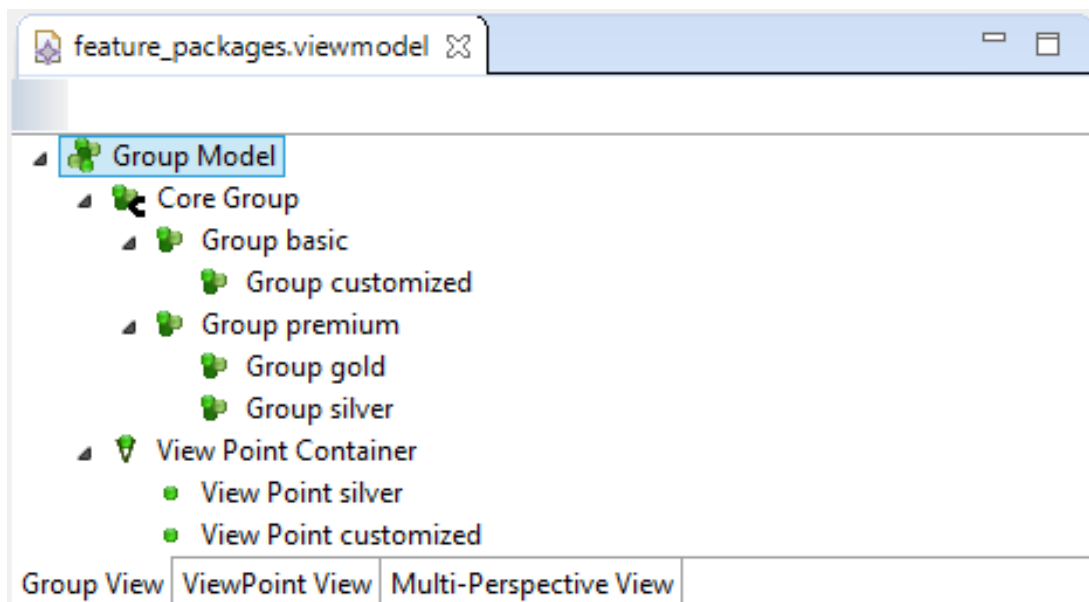 feature_packages.viewmodel
Group Model
Core Group
Group basic
Group customized
Group premium
Group gold
Group silver
View Point Container
View Point silver
View Point customized
Group View ViewPoint View Multi-Perspective View